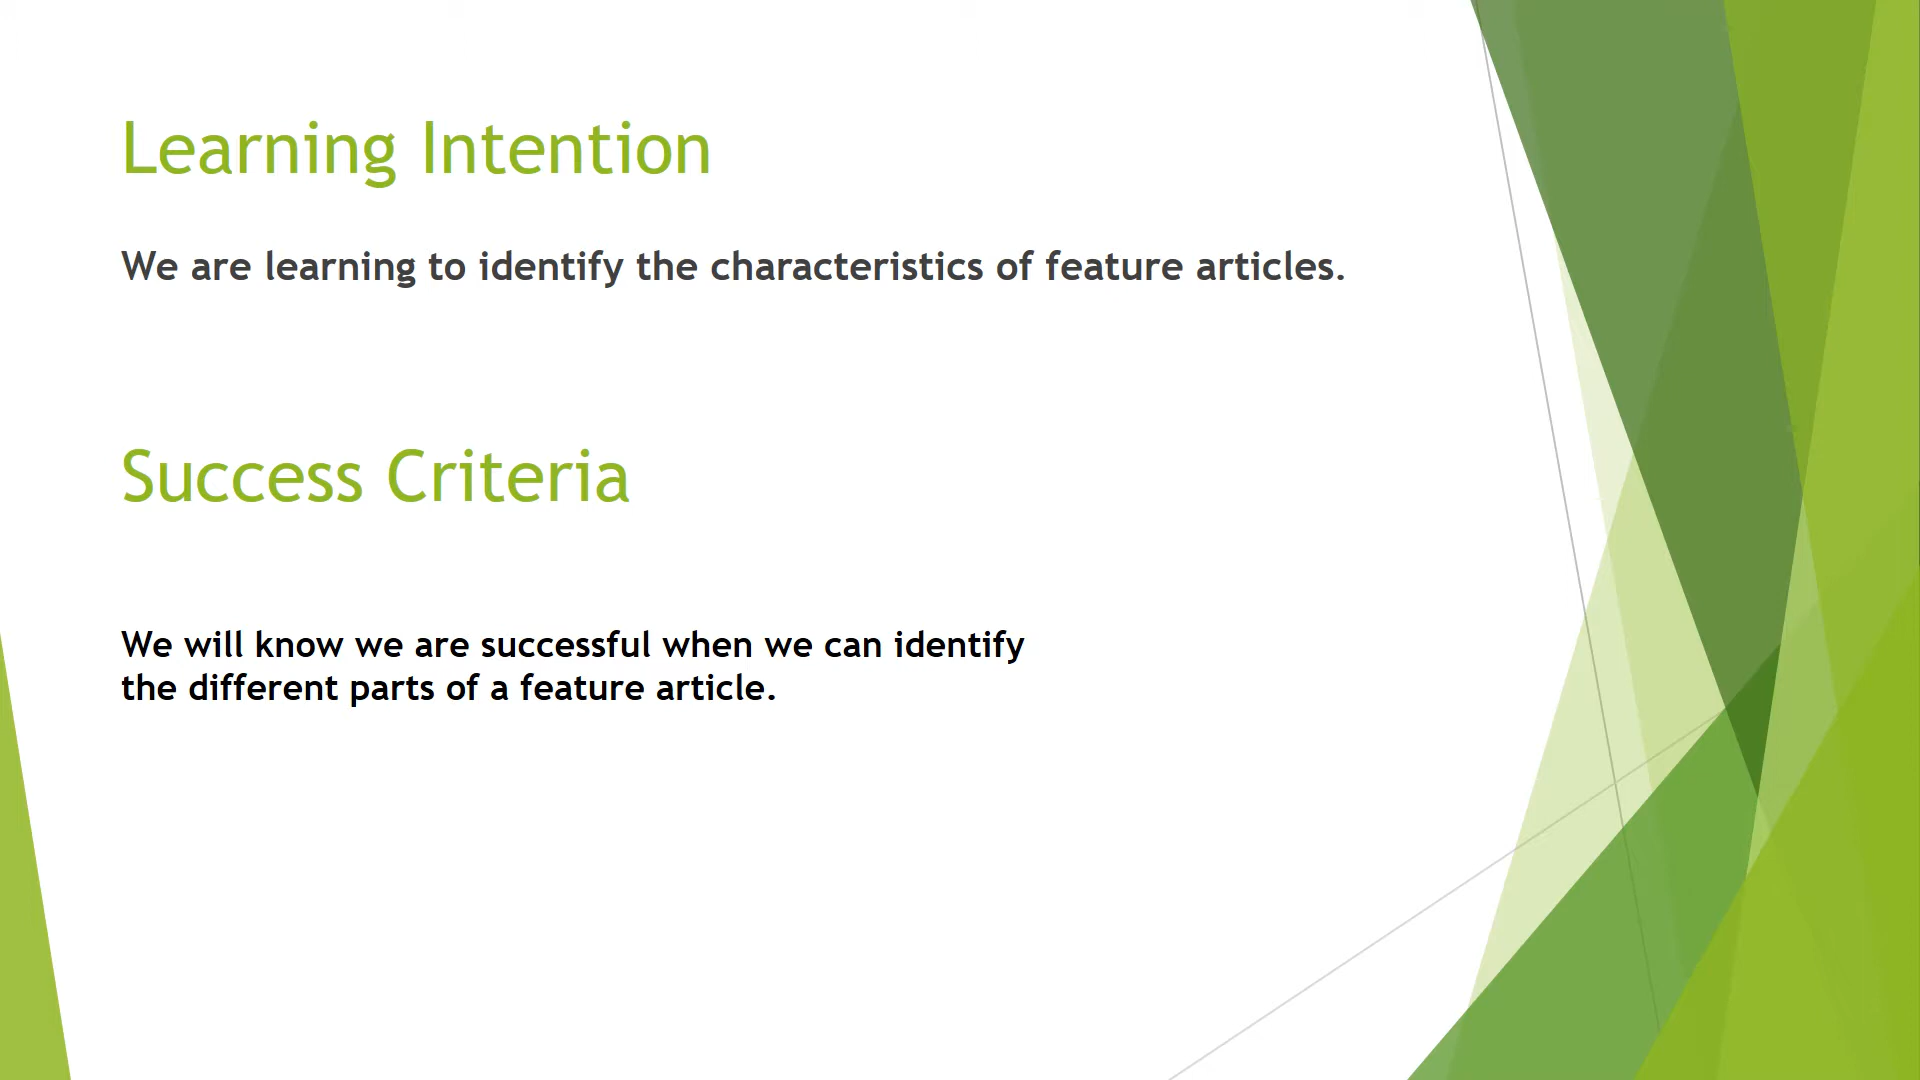 Learning Intention
We are learning to identify the characteristics of feature articles.
Success Criteria
We will know we are successful when we can identify
the different parts of a feature article.